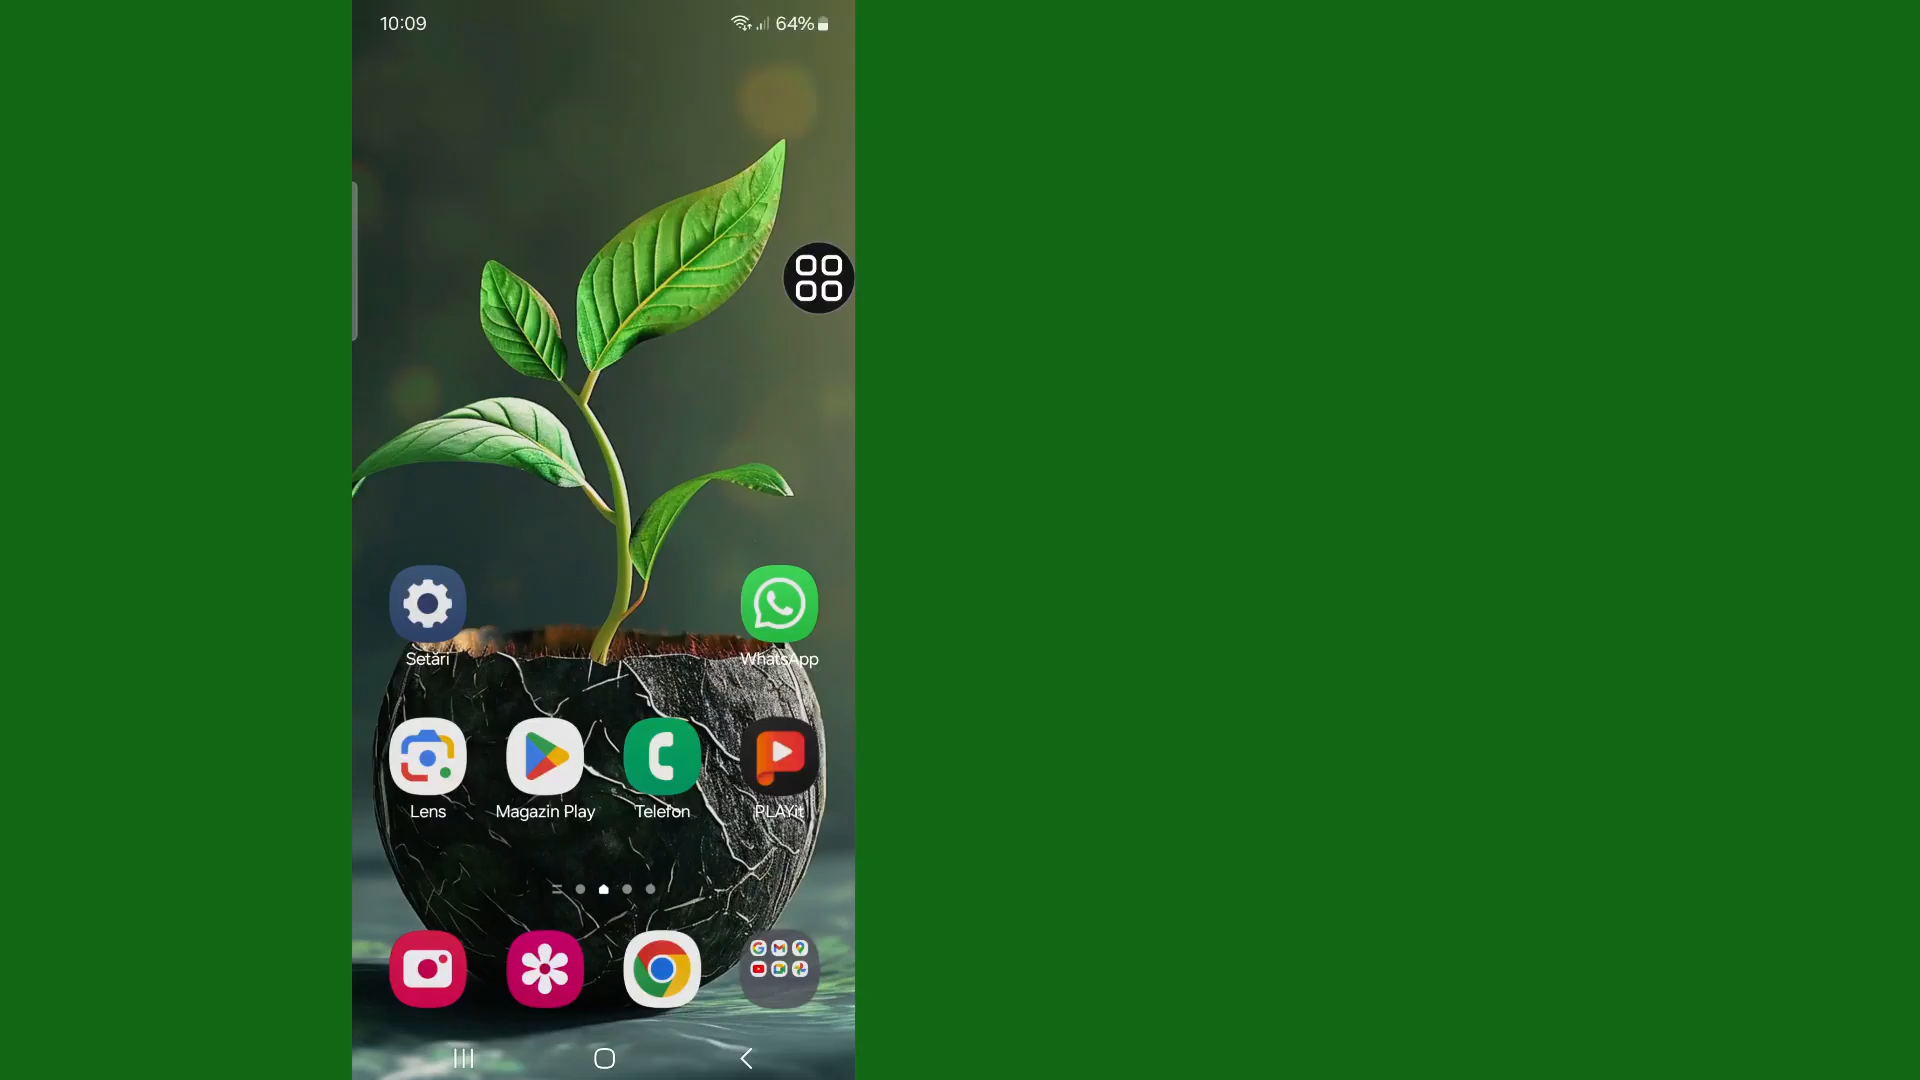 10:09
64%
Setări
WhatsApp
Lens
Magazin Play
Telefon
PLAYit